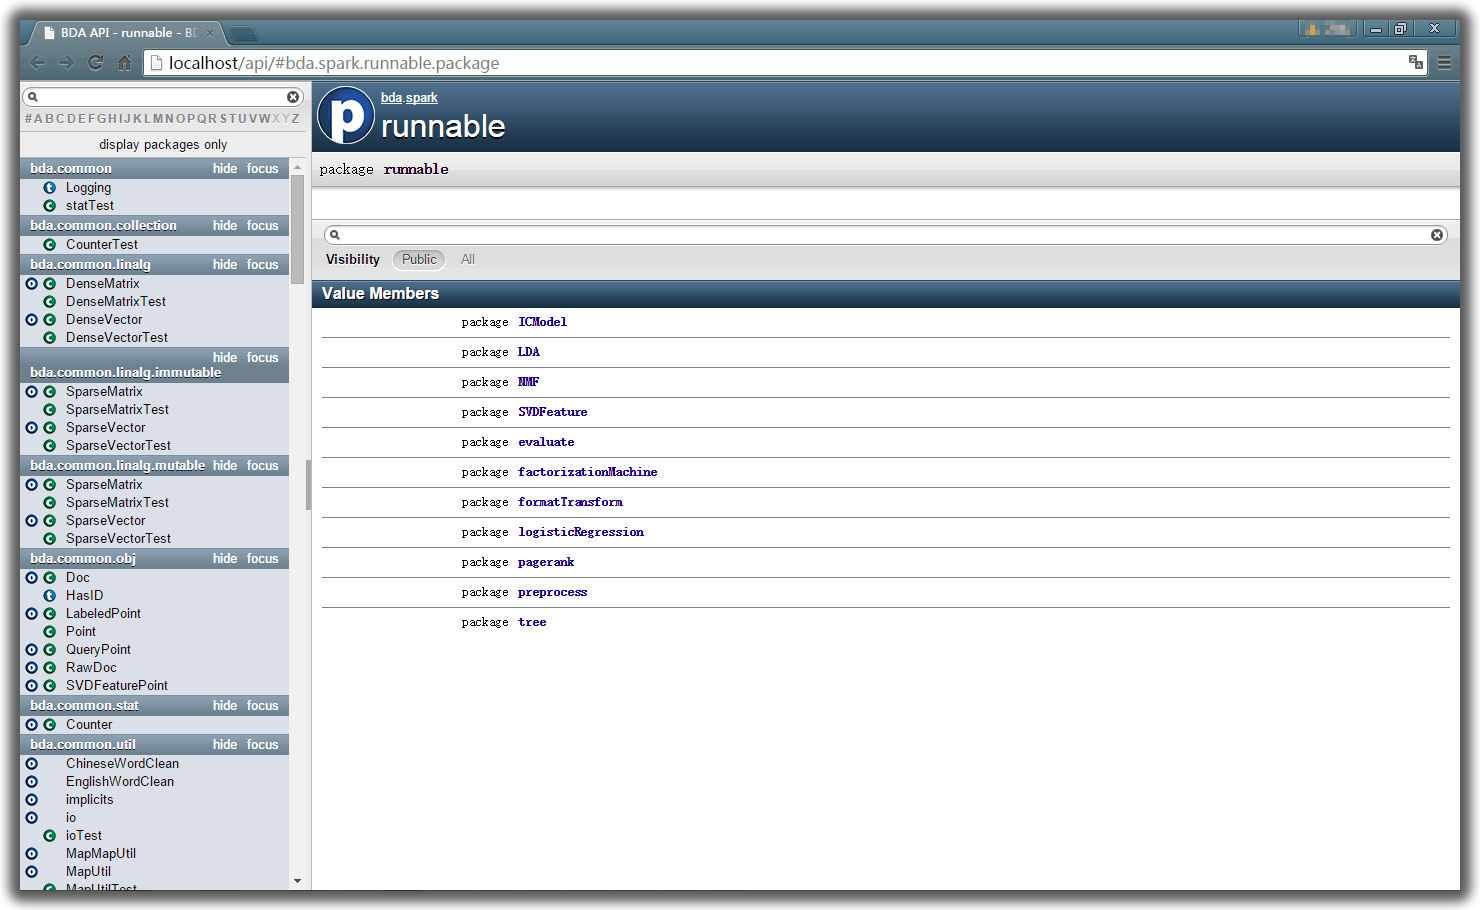 BDA API - runnable - BD
localhost/api/#bda.spark.runnable.package
#ABCDEFGHIJKLMNOPQRSTUVWXYZ
display packages only
bda.common hide focus
Logging
statTest
bda.common.collection hide focus
CounterTest
bda.common.linalg hide focus
DenseMatrix
DenseMatrixTest
DenseVector
DenseVectorTest
hide focus
bda.common.linalg.immutable
SparseMatrix
SparseMatrixTest
SparseVector
SparseVectorTest
bda.common.linalg.mutable hide focus
SparseMatrix
SparseMatrixTest
SparseVector
SparseVectorTest
bda.common.obj hide focus
Doc
HasID
LabeledPoint
Point
QueryPoint
RawDoc
SVDFeaturePoint
bda.common.stat hide focus
Counter
bda.common.util hide focus
ChineseWordClean
EnglishWordClean
implicits
io
ioTest
MapMapUtil
MapUtil
MapUtilTest
p
bda.spark
runnable
package runnable
Visibility Public All
Value Members
package ICModel
package LDA
package NMF
package SVDFeature
package evaluate
package factorizationMachine
package formatTransform
package logisticRegression
package pagerank
package preprocess
package tree